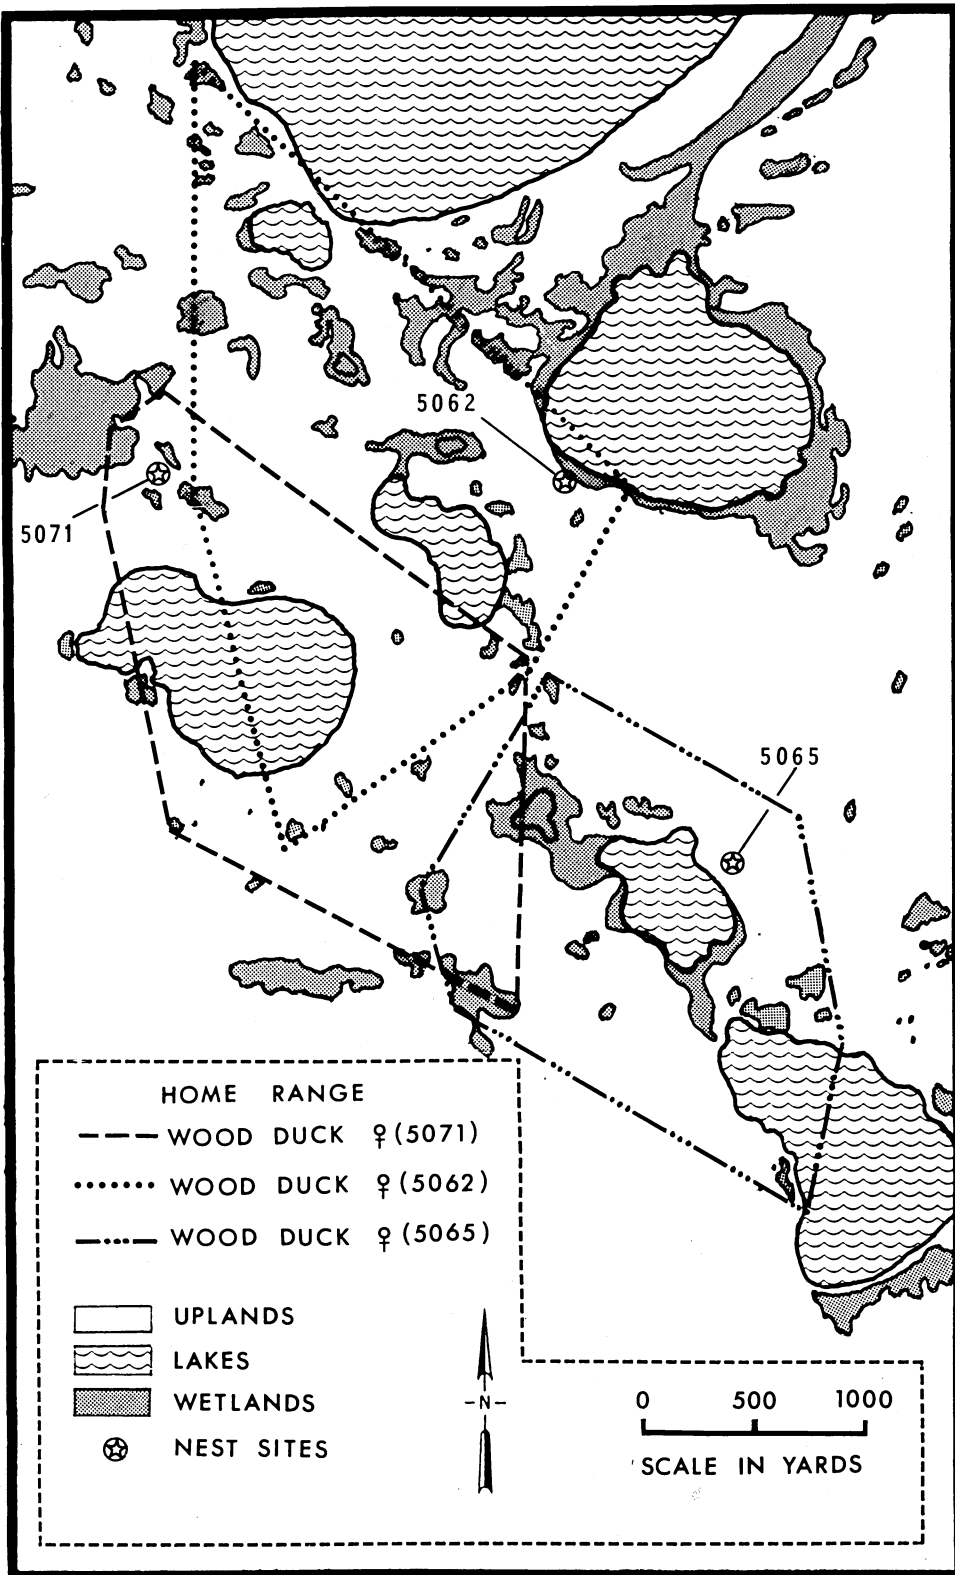 5062
5071
5065
HOME RANGE
WOOD DUCK ♀ (5071)
WOOD DUCK ♀ (5062)
WOOD DUCK ♀ (5065)
UPLANDS
LAKES
WETLANDS
NEST SITES
-N-
0 500 1000
SCALE IN YARDS